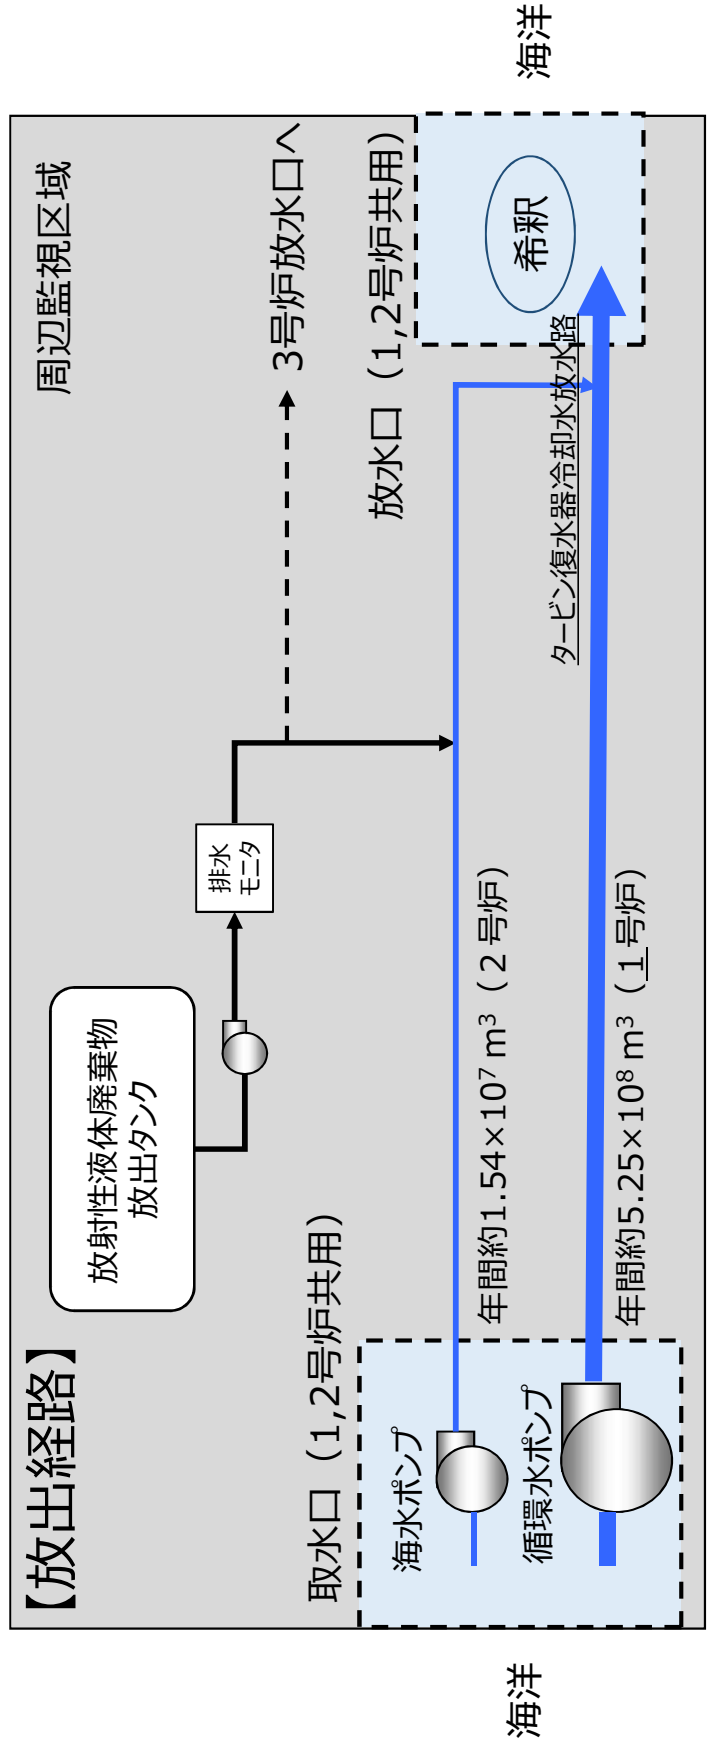 【放出経路】
周辺監視区域
放射性液体廃棄物
放出タンク
排水
モニタ
3号炉放水口へ
取水口（1,2号炉共用）
放水口（1,2号炉共用）
海水ポンプ
年間約1.54×10⁷ m³（２号炉）
希釈
循環水ポンプ
タービン復水器冷却水放水路
年間約5.25×10⁸ m³（１号炉）
海洋
海洋